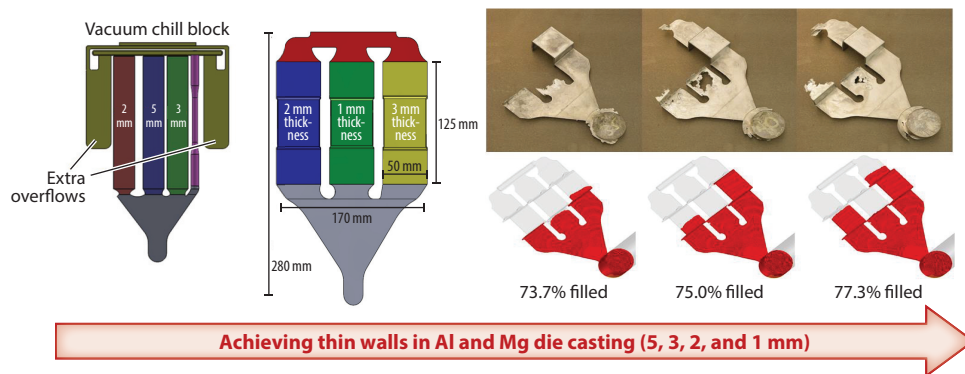 Vacuum chill block
2
mm
5
mm
3
mm
Extra
overflows
2 mm
thick-
ness
1 mm
thick-
ness
3 mm
thick-
ness
125 mm
50 mm
170 mm
280 mm
73.7% filled
75.0% filled
77.3% filled
Achieving thin walls in Al and Mg die casting (5, 3, 2, and 1 mm)